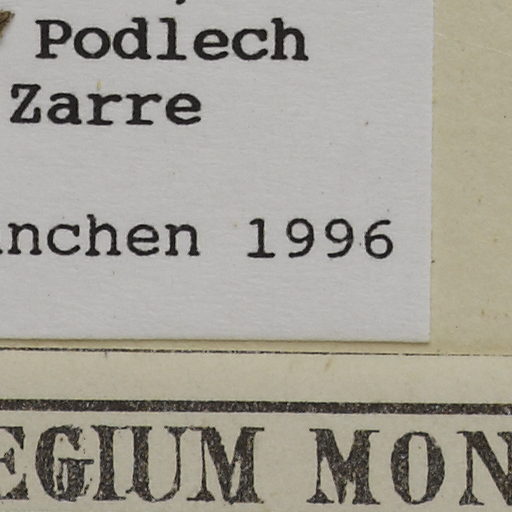 Podlech
Zarre
nchen 1996
EGIUM MON